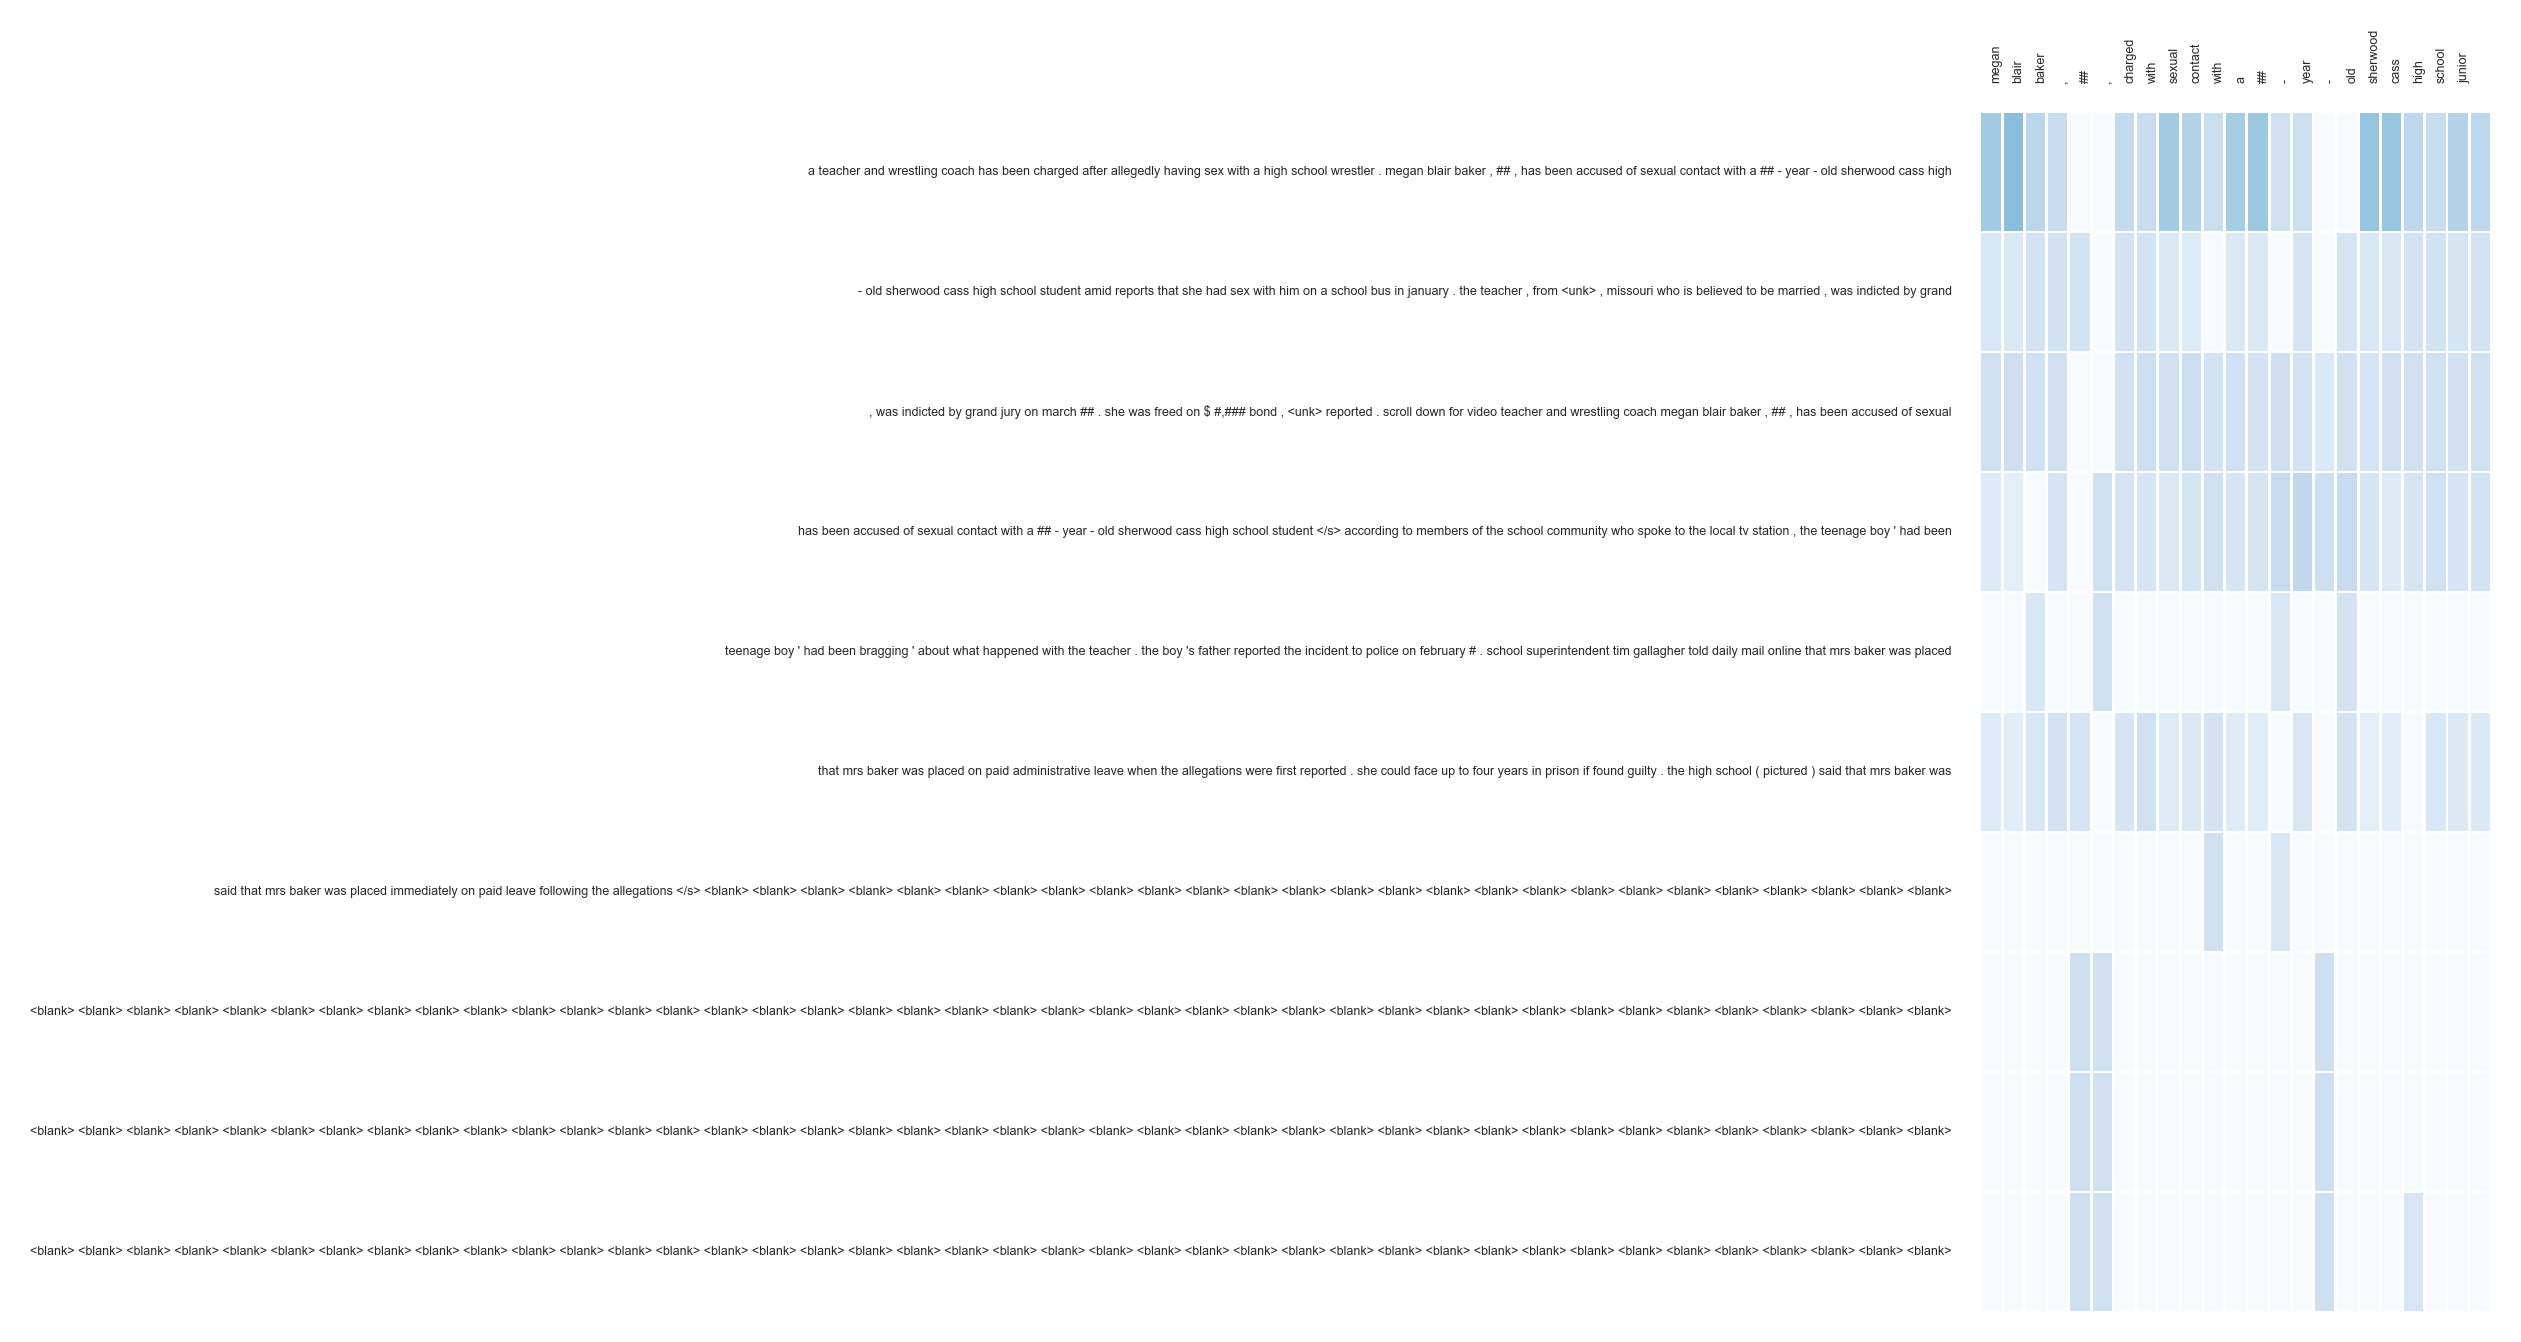 megan blair baker , ## , charged with sexual contact with a ## - year - old sherwood cass high school junior
a teacher and wrestling coach has been charged after allegedly having sex with a high school wrestler . megan blair baker , ## , has been accused of sexual contact with a ## - year - old sherwood cass high
- old sherwood cass high school student amid reports that she had sex with him on a school bus in january . the teacher , from <unk> , missouri who is believed to be married , was indicted by grand
, was indicted by grand jury on march ## . she was freed on $ #,### bond , <unk> reported . scroll down for video teacher and wrestling coach megan blair baker , ## , has been accused of sexual
has been accused of sexual contact with a ## - year - old sherwood cass high school student </s> according to members of the school community who spoke to the local tv station , the teenage boy ' had been
teenage boy ' had been bragging ' about what happened with the teacher . the boy 's father reported the incident to police on february # . school superintendent tim gallagher told daily mail online that mrs baker was placed
that mrs baker was placed on paid administrative leave when the allegations were first reported . she could face up to four years in prison if found guilty . the high school ( pictured ) said that mrs baker was
said that mrs baker was placed immediately on paid leave following the allegations </s> <blank> <blank> <blank> <blank> <blank> <blank> <blank> <blank> <blank> <blank> <blank> <blank> <blank> <blank> <blank> <blank> <blank> <blank> <blank> <blank> <blank> <blank> <blank> <blank> <blank> <blank>
<blank> <blank> <blank> <blank> <blank> <blank> <blank> <blank> <blank> <blank> <blank> <blank> <blank> <blank> <blank> <blank> <blank> <blank> <blank> <blank> <blank> <blank> <blank> <blank> <blank> <blank> <blank> <blank> <blank> <blank> <blank> <blank> <blank> <blank> <blank> <blank> <blank> <blank> <blank> <blank>
<blank> <blank> <blank> <blank> <blank> <blank> <blank> <blank> <blank> <blank> <blank> <blank> <blank> <blank> <blank> <blank> <blank> <blank> <blank> <blank> <blank> <blank> <blank> <blank> <blank> <blank> <blank> <blank> <blank> <blank> <blank> <blank> <blank> <blank> <blank> <blank> <blank> <blank> <blank> <blank>
<blank> <blank> <blank> <blank> <blank> <blank> <blank> <blank> <blank> <blank> <blank> <blank> <blank> <blank> <blank> <blank> <blank> <blank> <blank> <blank> <blank> <blank> <blank> <blank> <blank> <blank> <blank> <blank> <blank> <blank> <blank> <blank> <blank> <blank> <blank> <blank> <blank> <blank> <blank> <blank>